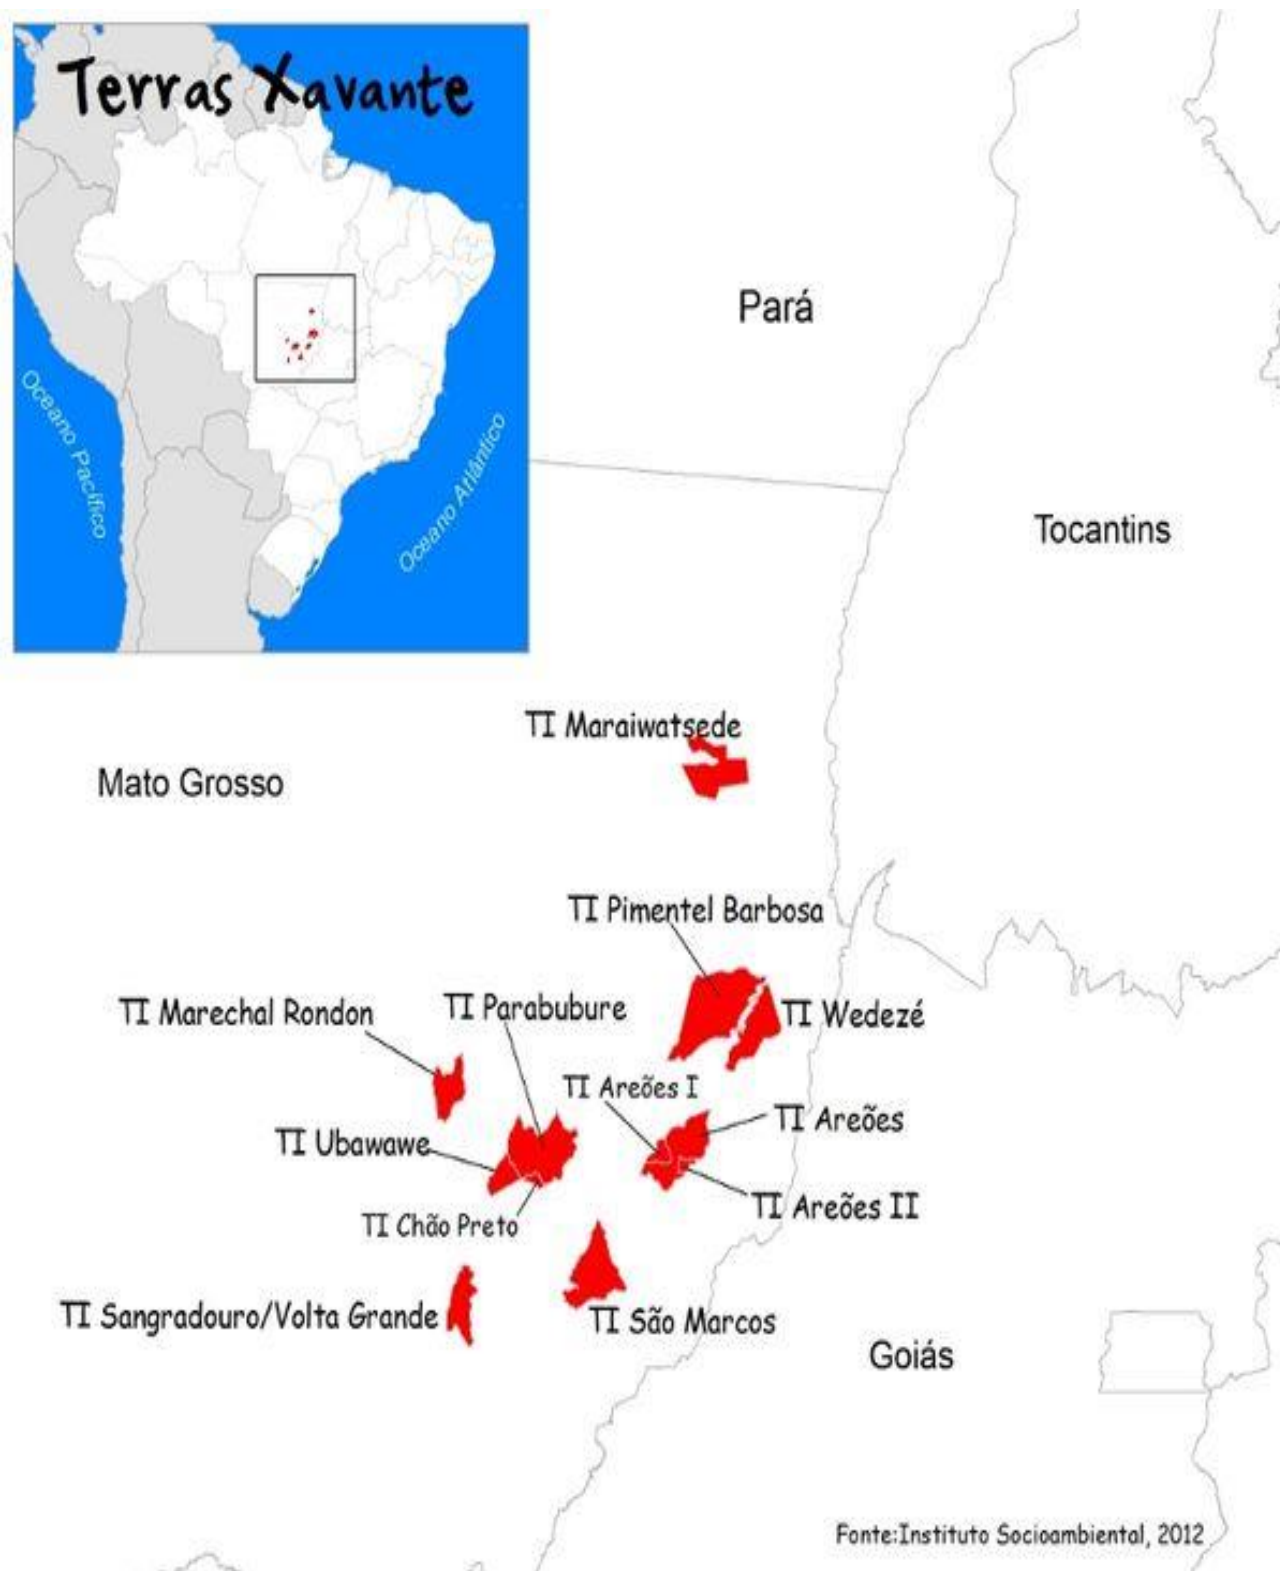 Terras Xavante
Oceano Pacífico
Oceano Atlântico
Pará
Tocantins
Mato Grosso
TI Maraiwatsede
TI Pimentel Barbosa
TI Marechal Rondon
TI Parabubure
TI Wedezé
TI Areões I
TI Areões
TI Ubawawe
TI Areões II
TI Chão Preto
TI Sangradouro/Volta Grande
TI São Marcos
Goiás
Fonte:Instituto Socioambiental, 2012